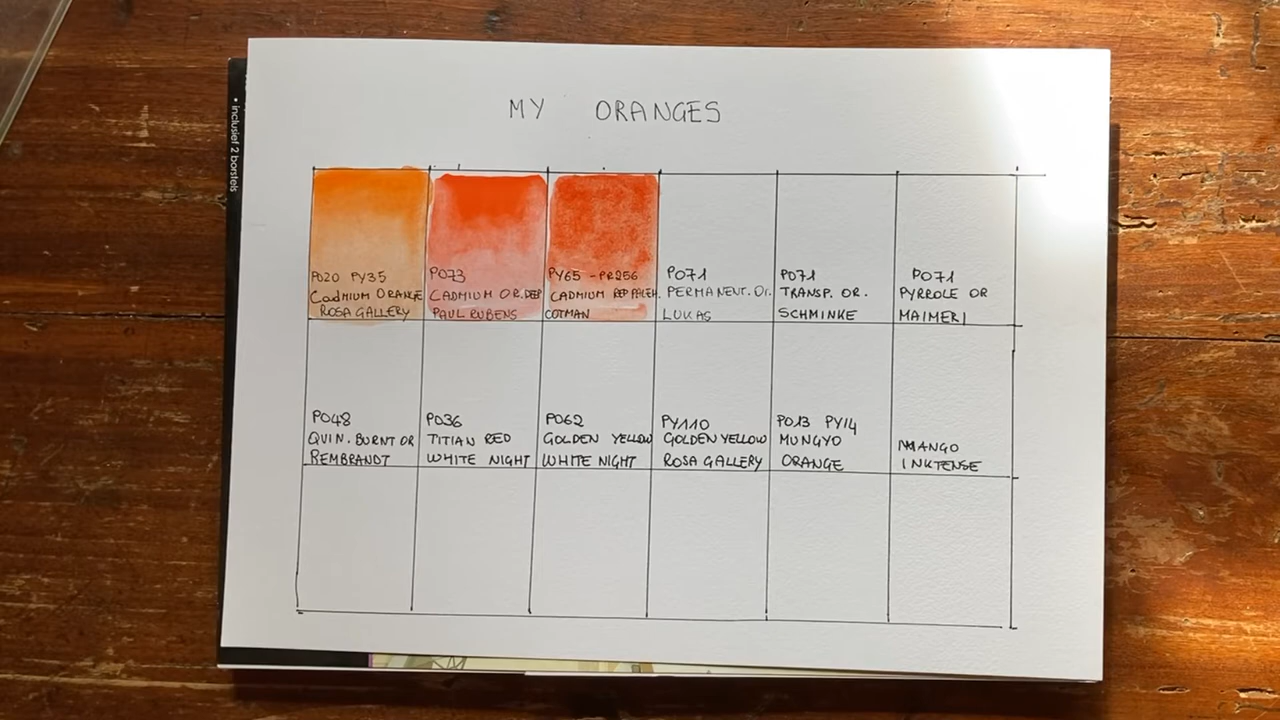 • inclusief 2 borstels
MY ORANGES
PO20 PY35
CadMIUM ORANGE
ROSA GALLERY
PO73
CADMIUM OR.DEEP
PAUL RUBENS
PY65 - PR256
CADMIUM RED PALEH.
COTMAN
PO71
PERMANENT. Or.
LUKAS
PO71
TRANSP. OR.
SCHMINKE
PO71
PYRROLE OR
MAIMERI
PO48
QUIN. BURNT OR
REMBRANDT
PO36
TITIAN RED
WHITE NIGHT
PO62
GOLDEN YELLOW
WHITE NIGHT
PY110
GOLDEN YELLOW
ROSA GALLERY
PO13 PY14
MUNGYO
ORANGE
MANGO
INKTENSE